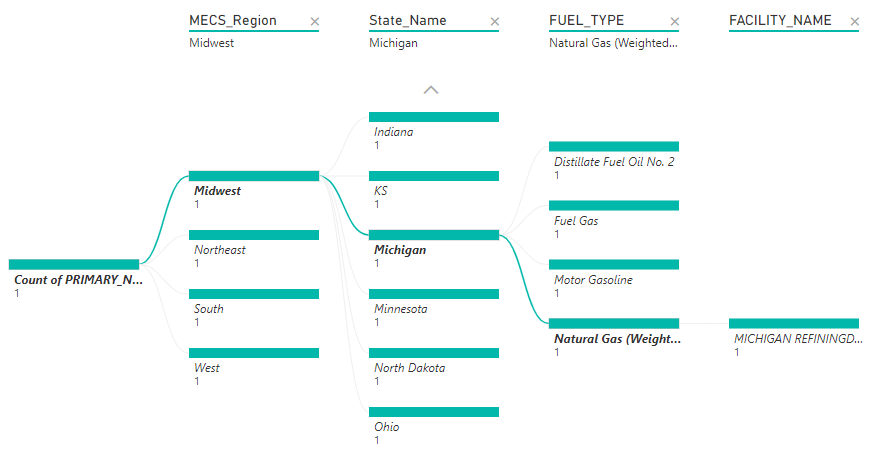 MECS_Region ×
Midwest
State_Name ×
Michigan
FUEL_TYPE ×
Natural Gas (Weighted...
FACILITY_NAME ×
Count of PRIMARY_N...
1
Midwest
1
Northeast
1
South
1
West
1
Indiana
1
KS
1
Michigan
1
Minnesota
1
North Dakota
1
Ohio
1
Distillate Fuel Oil No. 2
1
Fuel Gas
1
Motor Gasoline
1
Natural Gas (Weight...
1
MICHIGAN REFININGD...
1